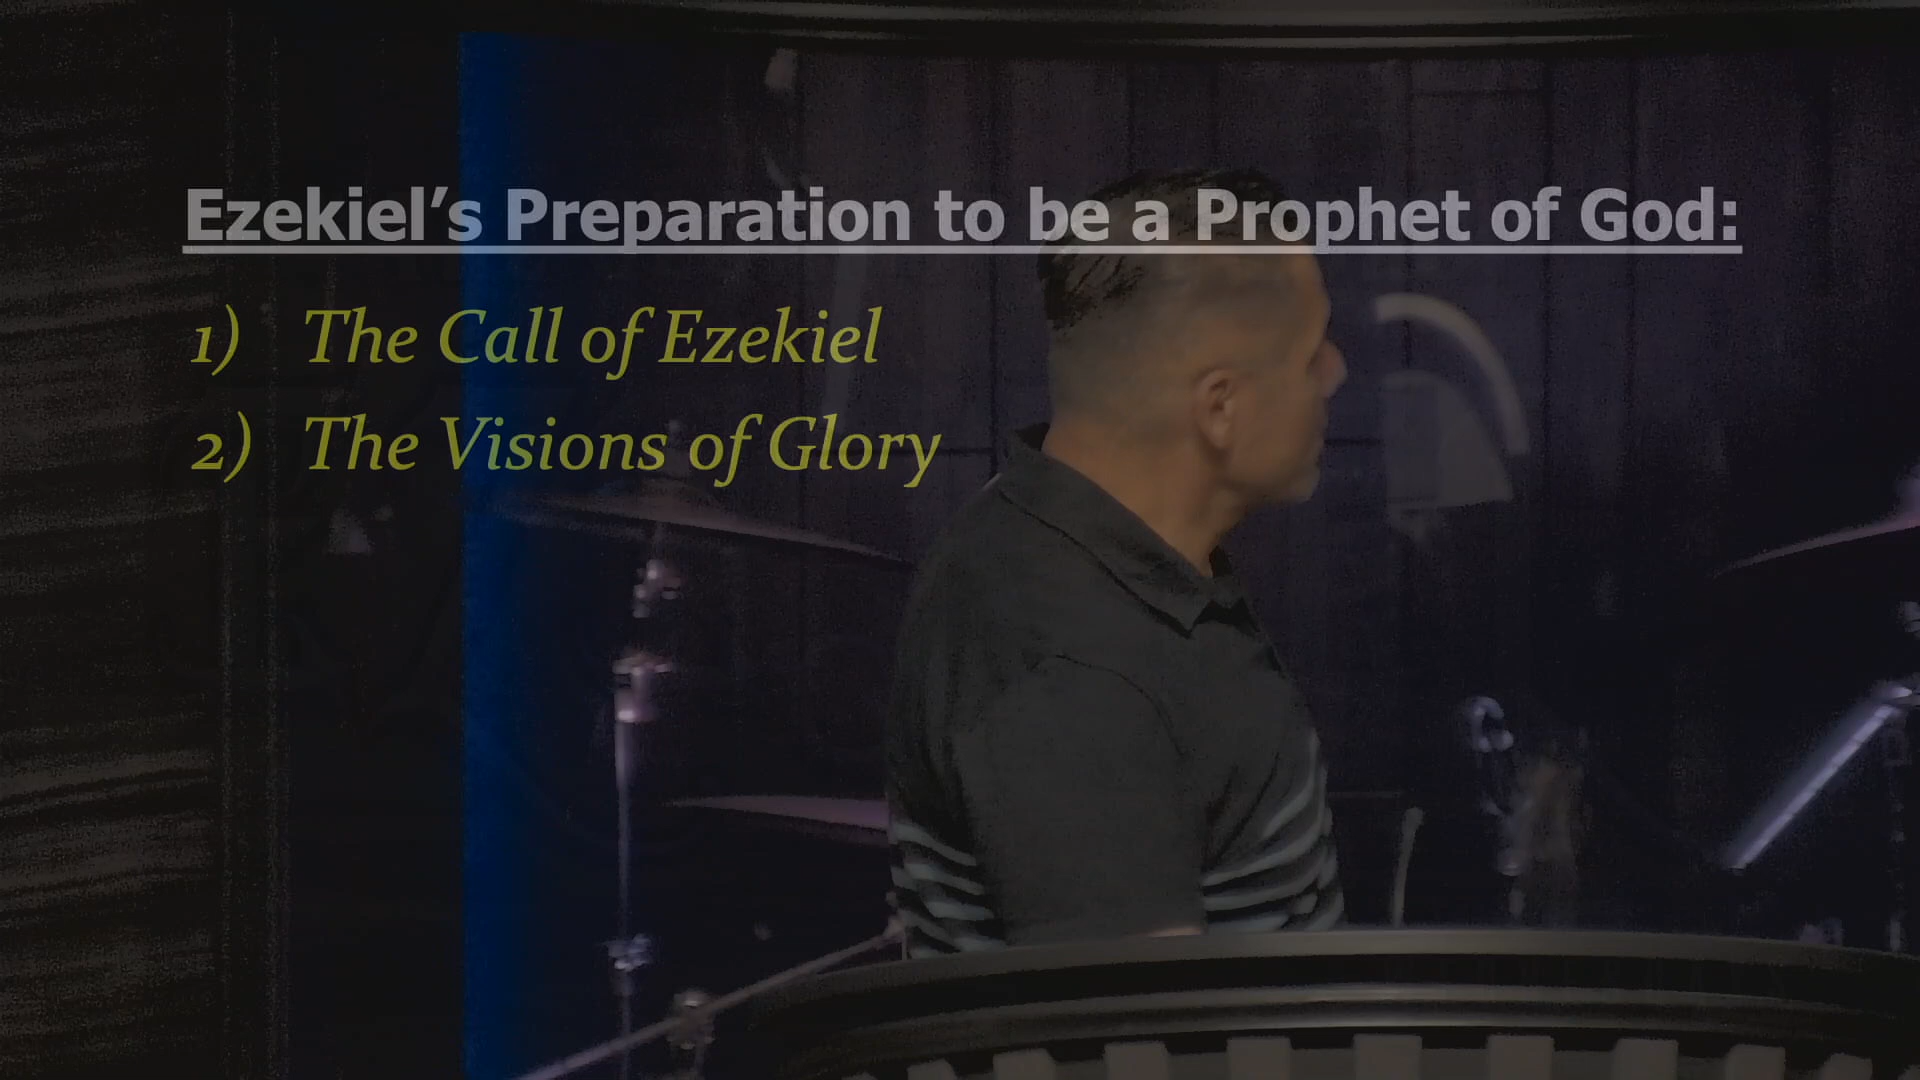 Ezekiel’s Preparation to be a Prophet of God:
1) The Call of Ezekiel
2) The Visions of Glory